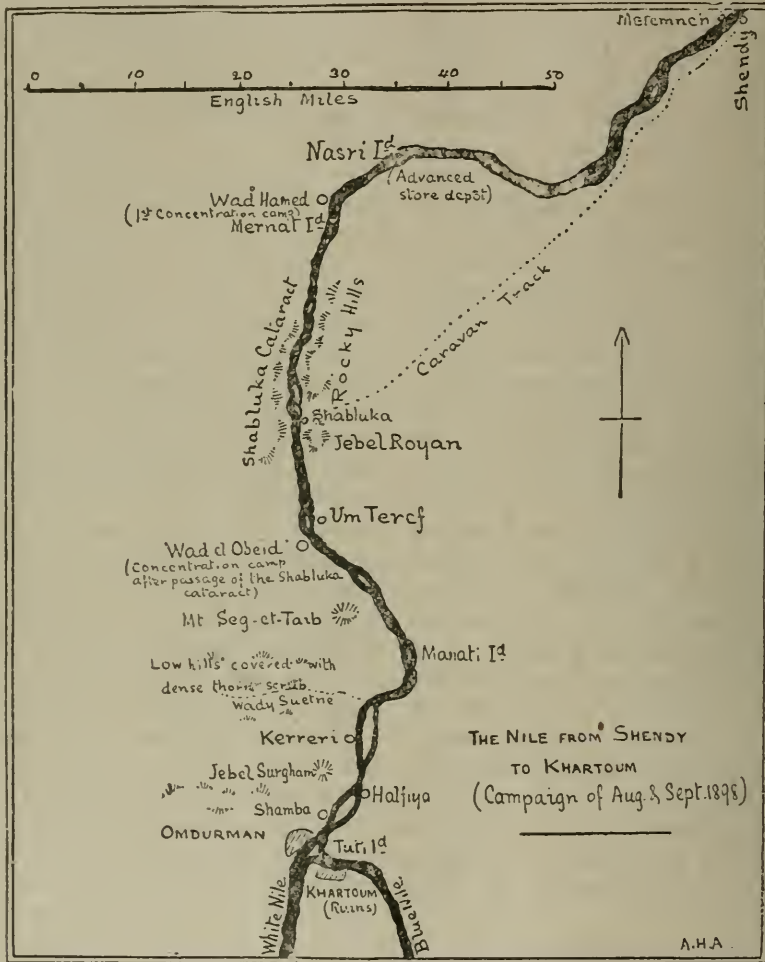 Metemneh
Shendy
0 10 20 30 40 50
English Miles
Nasri Id
(Advanced
store depôt)
Wad Hamed
(1st Concentration camp)
Mernat Id
Shabluka Cataract
Rocky Hills
Caravan Track
Shabluka
Jebel Royan
Um Teref
Wad el Obeid
(Concentration camp
after passage of the Shabluka
cataract)
Mt Seg-et-Taib
Marati Id
Low hills covered with
dense thorn scrub
Wady Suetne
Kerreri
THE NILE FROM SHENDY
TO KHARTOUM
(Campaign of Aug. & Sept. 1898)
Jebel Surgham
Halfiya
Shamba
OMDURMAN
Tuti Id
KHARTOUM
(Ruins)
White Nile
Blue Nile.
A.H.A.